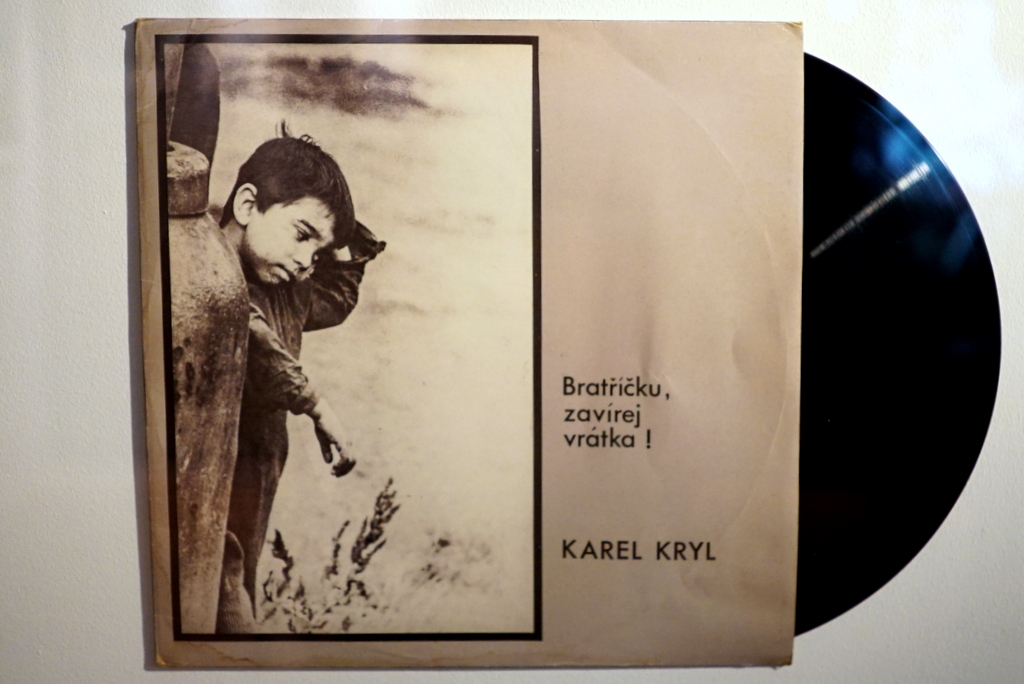 Bratříčku,
zavírej
vrátka !
KAREL KRYL